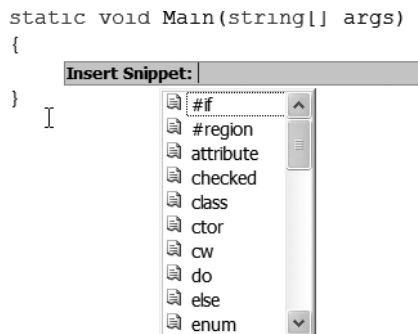 static void Main(string[] args)
{
Insert Snippet:
}
#if
#region
attribute
checked
class
ctor
cw
do
else
enum